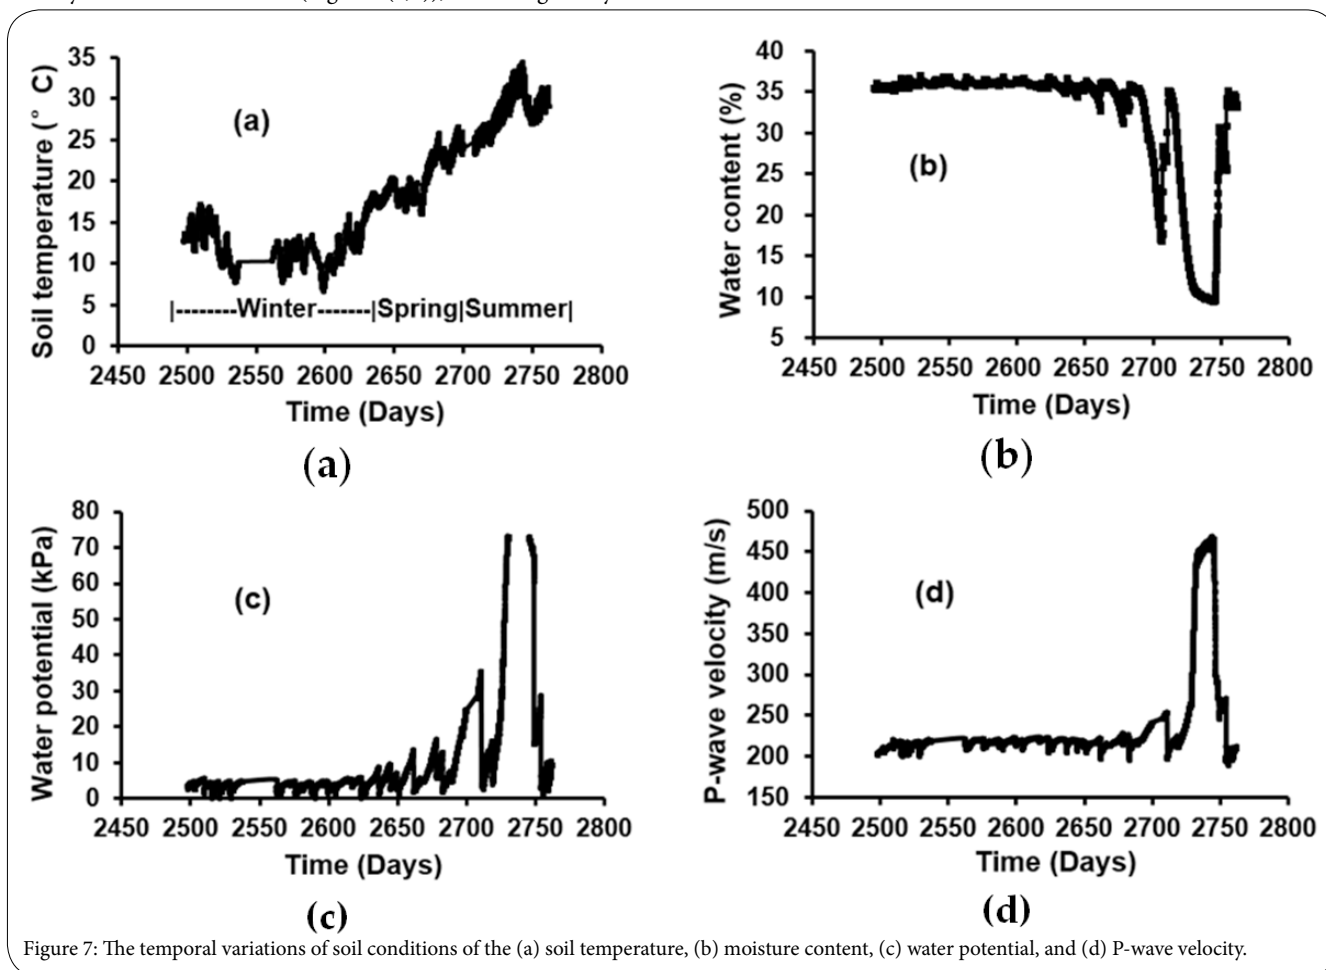 35
30
25
20
15
10
5
0
Soil temperature (° C)
(a)
|--------Winter-------|Spring|Summer|
2450 2500 2550 2600 2650 2700 2750 2800
Time (Days)
(a)
40
35
30
25
20
15
10
5
Water content (%)
(b)
2450 2500 2550 2600 2650 2700 2750 2800
Time (Days)
(b)
80
70
60
50
40
30
20
10
0
Water potential (kPa)
(c)
2450 2500 2550 2600 2650 2700 2750 2800
Time (Days)
(c)
500
450
400
350
300
250
200
150
P-wave velocity (m/s)
(d)
2450 2500 2550 2600 2650 2700 2750 2800
Time (Days)
(d)
Figure 7: The temporal variations of soil conditions of the (a) soil temperature, (b) moisture content, (c) water potential, and (d) P-wave velocity.